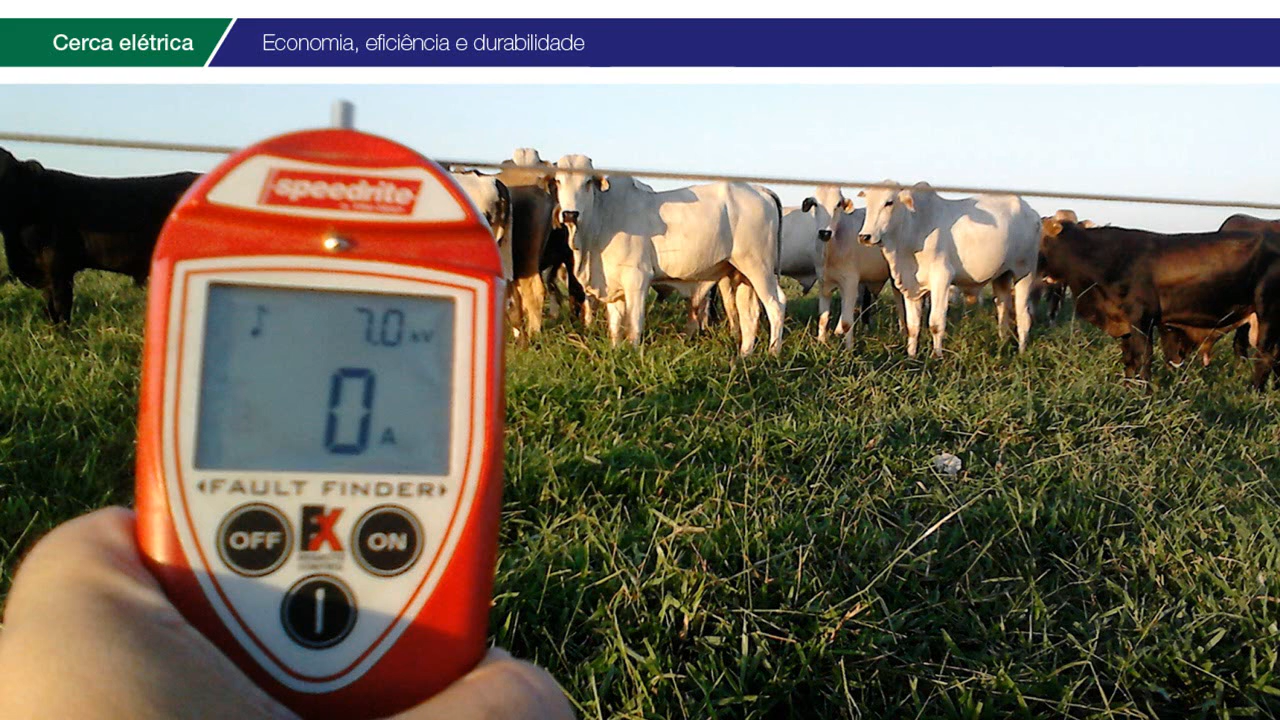 Cerca elétrica
Economia, eficiência e durabilidade
speedrite
♪ 7.0 kV
0 A
FAULT FINDER
OFF
FX
ON